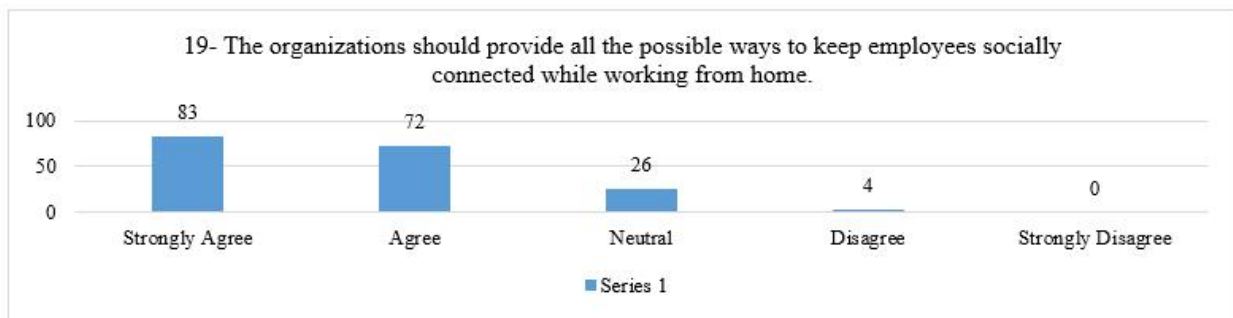 19- The organizations should provide all the possible ways to keep employees socially
connected while working from home.
83
72
26
4
0
100
50
0
Strongly Agree
Agree
Neutral
Disagree
Strongly Disagree
Series 1